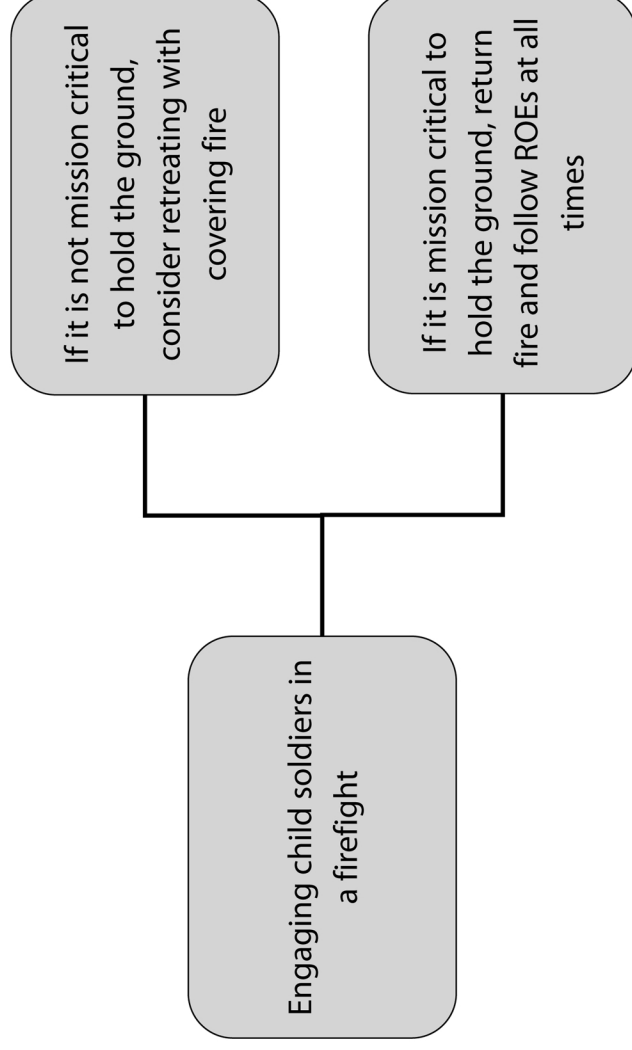 Engaging child soldiers in
a firefight
If it is not mission critical
to hold the ground,
consider retreating with
covering fire
If it is mission critical to
hold the ground, return
fire and follow ROEs at all
times